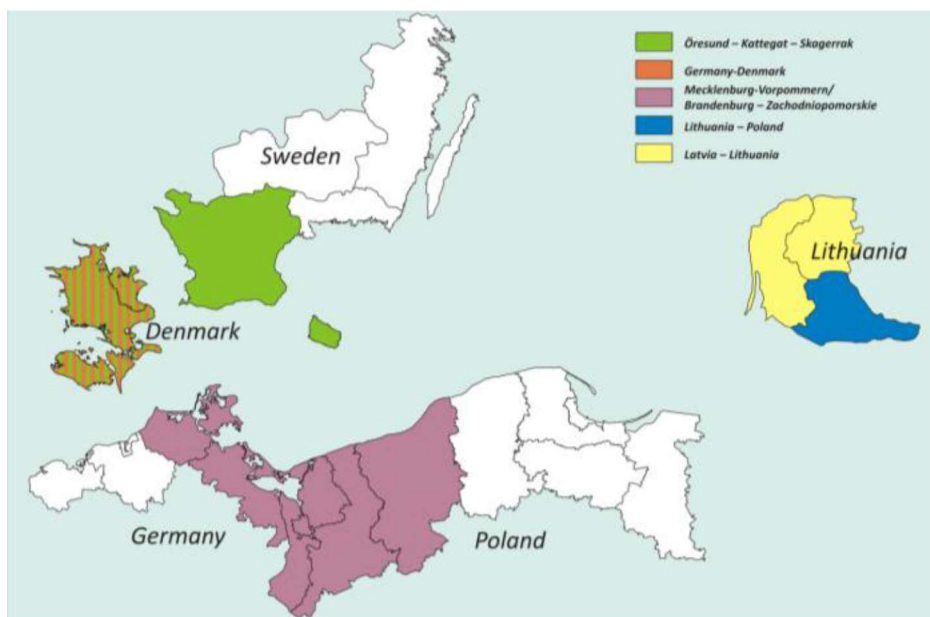 Öresund – Kattegat – Skagerrak
Germany-Denmark
Mecklenburg-Vorpommern/
Brandenburg – Zachodniopomorskie
Lithuania – Poland
Latvia – Lithuania
Sweden
Lithuania
Denmark
Germany
Poland